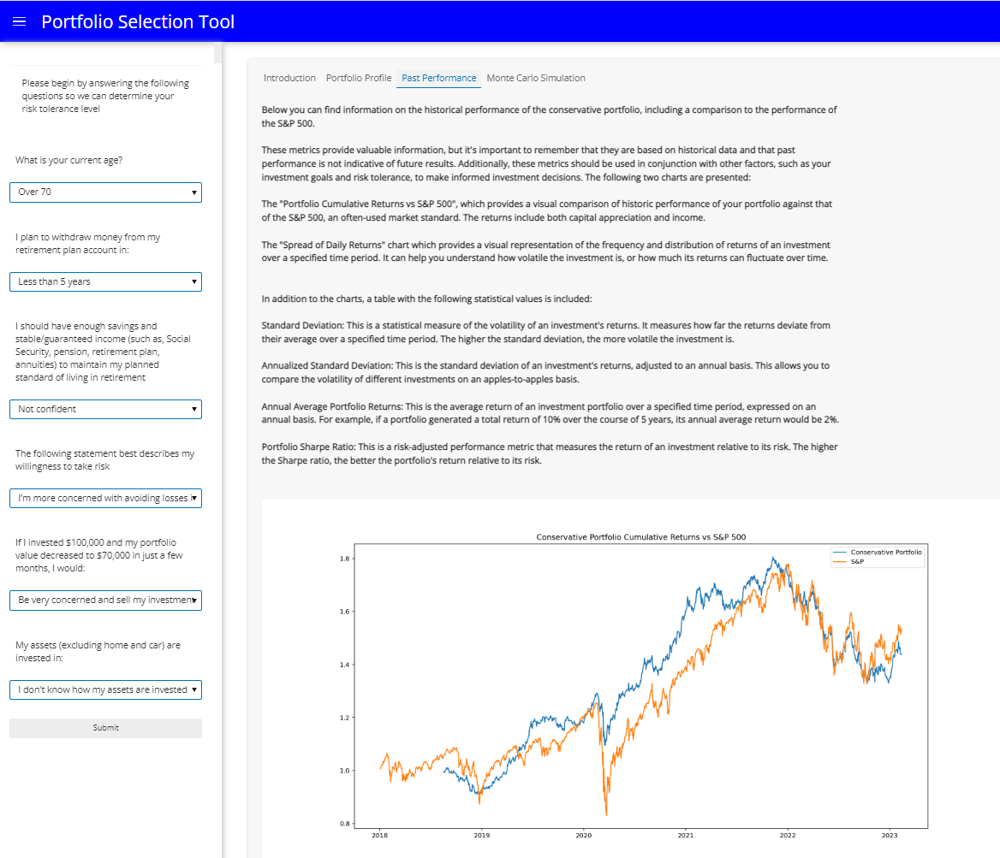 Portfolio Selection Tool
Please begin by answering the following
questions so we can determine your
risk tolerance level
What is your current age?
Over 70
I plan to withdraw money from my
retirement plan account in:
Less than 5 years
I should have enough savings and
stable/guaranteed income (such as, Social
Security, pension, retirement plan,
annuities) to maintain my planned
standard of living in retirement
Not confident
The following statement best describes my
willingness to take risk
I'm more concerned with avoiding losses
If I invested $100,000 and my portfolio
value decreased to $70,000 in just a few
months, I would:
Be very concerned and sell my investment
My assets (excluding home and car) are
invested in:
I don't know how my assets are invested
Submit
Introduction Portfolio Profile Past Performance Monte Carlo Simulation
Below you can find information on the historical performance of the conservative portfolio, including a comparison to the performance of
the S&P 500.
These metrics provide valuable information, but it's important to remember that they are based on historical data and that past
performance is not indicative of future results. Additionally, these metrics should be used in conjunction with other factors, such as your
investment goals and risk tolerance, to make informed investment decisions. The following two charts are presented:
The "Portfolio Cumulative Returns vs S&P 500", which provides a visual comparison of historic performance of your portfolio against that
of the S&P 500, an often-used market standard. The returns include both capital appreciation and income.
The "Spread of Daily Returns" chart which provides a visual representation of the frequency and distribution of returns of an investment
over a specified time period. It can help you understand how volatile the investment is, or how much its returns can fluctuate over time.
In addition to the charts, a table with the following statistical values is included:
Standard Deviation: This is a statistical measure of the volatility of an investment's returns. It measures how far the returns deviate from
their average over a specified time period. The higher the standard deviation, the more volatile the investment is.
Annualized Standard Deviation: This is the standard deviation of an investment's returns, adjusted to an annual basis. This allows you to
compare the volatility of different investments on an apples-to-apples basis.
Annual Average Portfolio Returns: This is the average return of an investment portfolio over a specified time period, expressed on an
annual basis. For example, if a portfolio generated a total return of 10% over the course of 5 years, its annual average return would be 2%.
Portfolio Sharpe Ratio: This is a risk-adjusted performance metric that measures the return of an investment relative to its risk. The higher
the Sharpe ratio, the better the portfolio's return relative to its risk.
Conservative Portfolio Cumulative Returns vs S&P 500
Conservative Portfolio
S&P
1.8
1.6
1.4
1.2
1.0
0.8
2018 2019 2020 2021 2022 2023